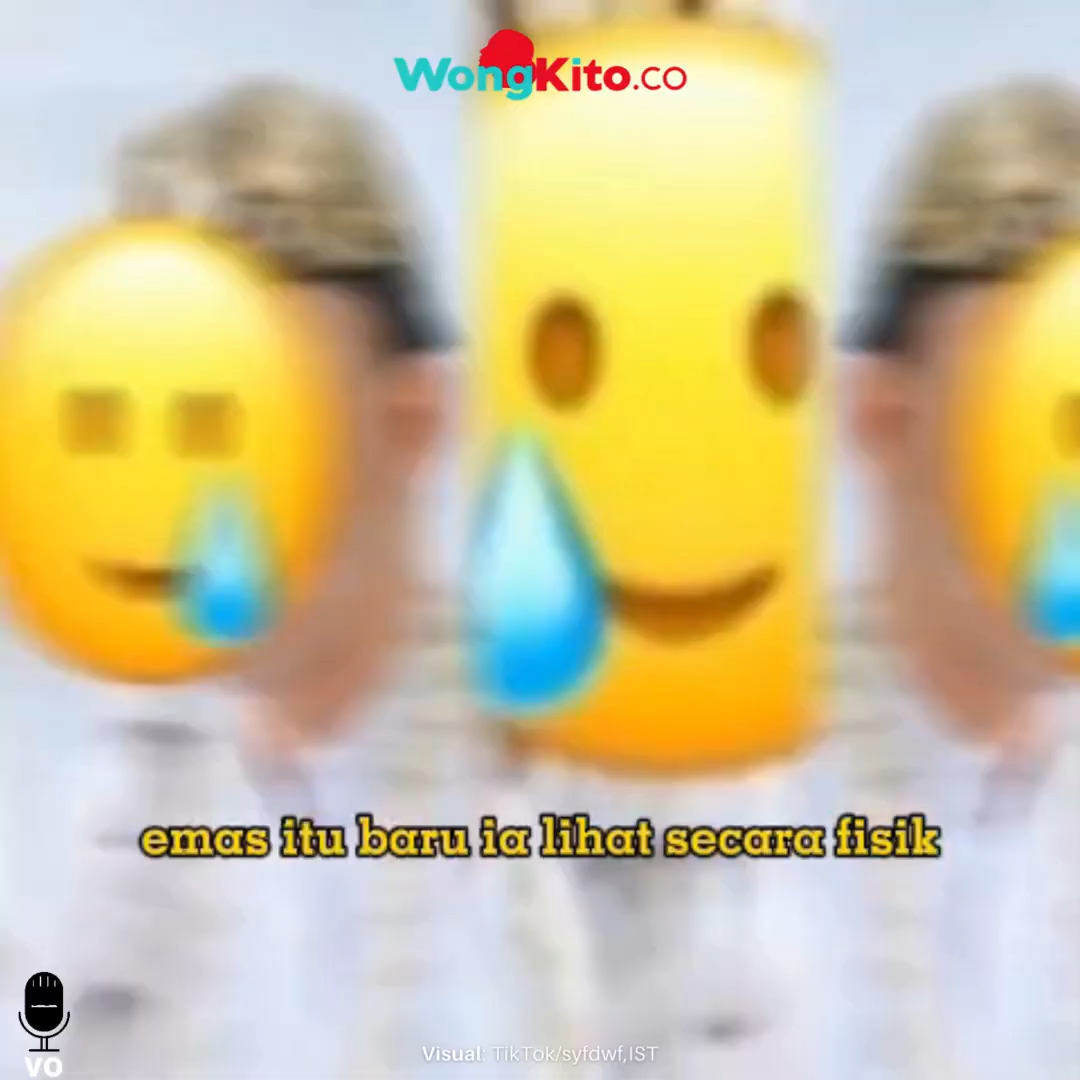 WongKito.co
emas itu baru ia lihat secara fisik
VO
Visual: TikTok/syfdwf,IST